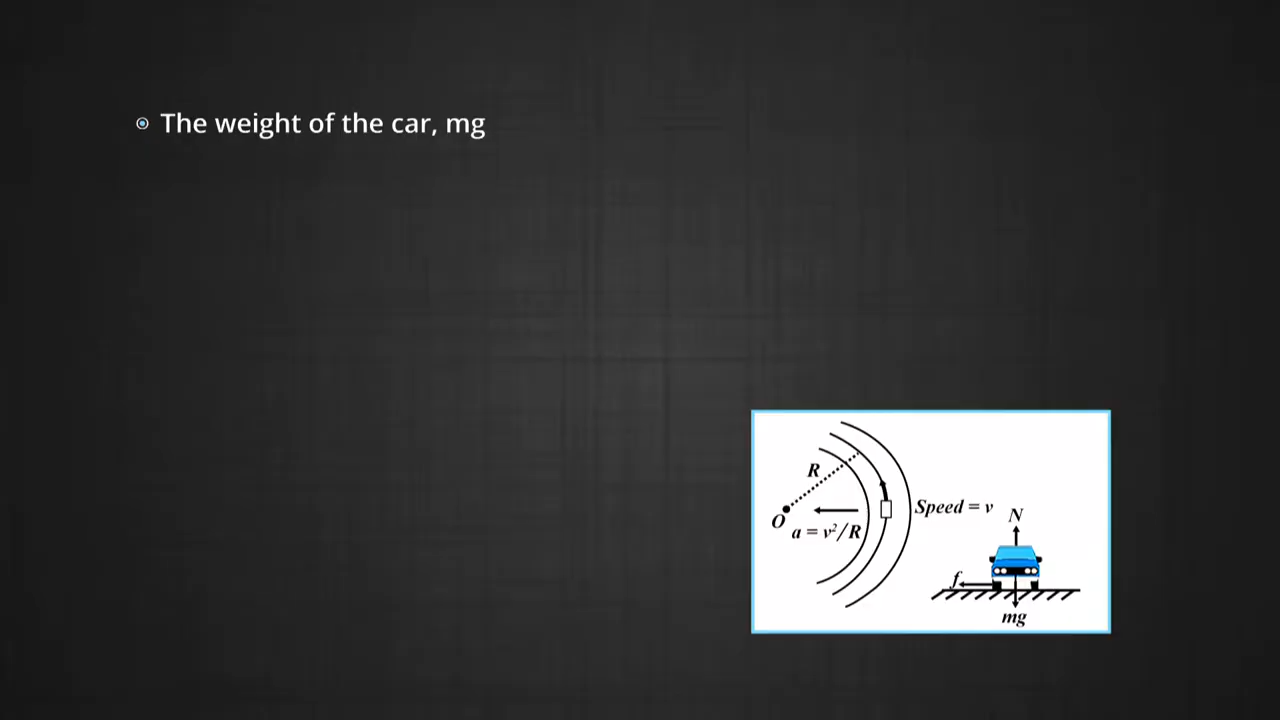 The weight of the car, mg
R
O
a = v²/R
Speed = v
N
f
mg